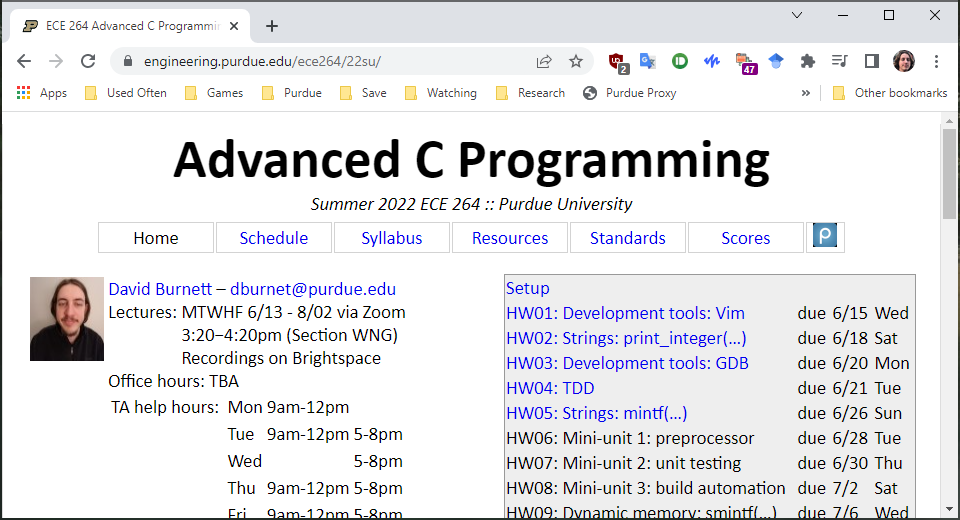 ECE 264 Advanced C Programmin
engineering.purdue.edu/ece264/22su/
2
47
Apps
Used Often
Games
Purdue
Save
Watching
Research
Purdue Proxy
»
Other bookmarks
Advanced C Programming
Summer 2022 ECE 264 :: Purdue University
Home Schedule Syllabus Resources Standards Scores p
David Burnett – dburnet@purdue.edu
Lectures: MTWHF 6/13 - 8/02 via Zoom
3:20–4:20pm (Section WNG)
Recordings on Brightspace
Office hours: TBA
TA help hours: Mon 9am-12pm
Tue 9am-12pm 5-8pm
Wed 5-8pm
Thu 9am-12pm 5-8pm
Fri 9am-12pm 5-8pm
Setup
HW01: Development tools: Vim due 6/15 Wed
HW02: Strings: print_integer(…) due 6/18 Sat
HW03: Development tools: GDB due 6/20 Mon
HW04: TDD due 6/21 Tue
HW05: Strings: mintf(…) due 6/26 Sun
HW06: Mini-unit 1: preprocessor due 6/28 Tue
HW07: Mini-unit 2: unit testing due 6/30 Thu
HW08: Mini-unit 3: build automation due 7/2 Sat
HW09: Dynamic memory: smintf(…) due 7/6 Wed